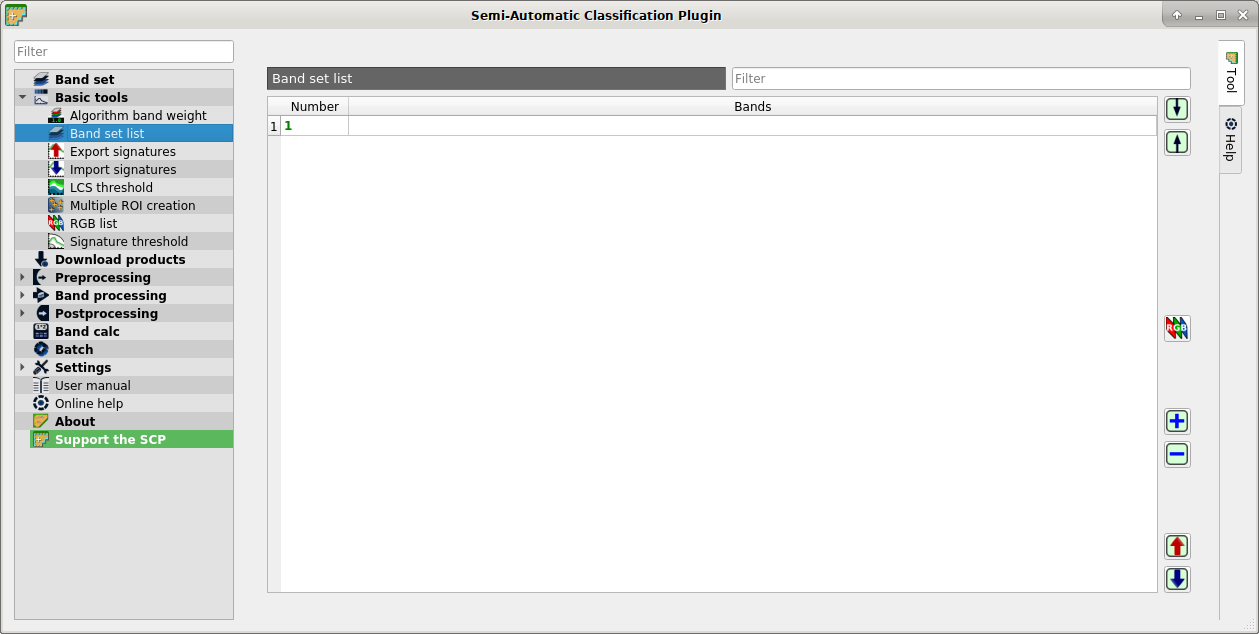 Semi-Automatic Classification Plugin
Filter
Band set
Basic tools
Algorithm band weight
Band set list
Export signatures
Import signatures
LCS threshold
Multiple ROI creation
RGB list
Signature threshold
Download products
Preprocessing
Band processing
Postprocessing
Band calc
Batch
Settings
User manual
Online help
About
Support the SCP
Band set list
Filter
Number Bands
1 1
RGB
Tool
Help